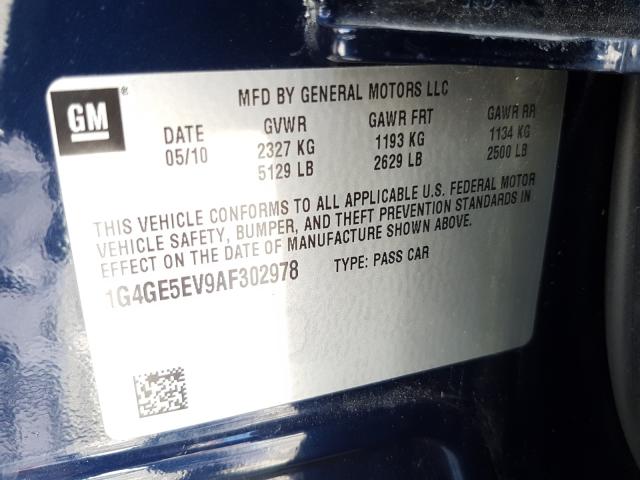 GM®
MFD BY GENERAL MOTORS LLC
DATE GVWR GAWR FRT GAWR RR
05/10 2327 KG 1193 KG 1134 KG
5129 LB 2629 LB 2500 LB
THIS VEHICLE CONFORMS TO ALL APPLICABLE U.S. FEDERAL MOTOR
VEHICLE SAFETY, BUMPER, AND THEFT PREVENTION STANDARDS IN
EFFECT ON THE DATE OF MANUFACTURE SHOWN ABOVE.
1G4GE5EV9AF302978 TYPE: PASS CAR